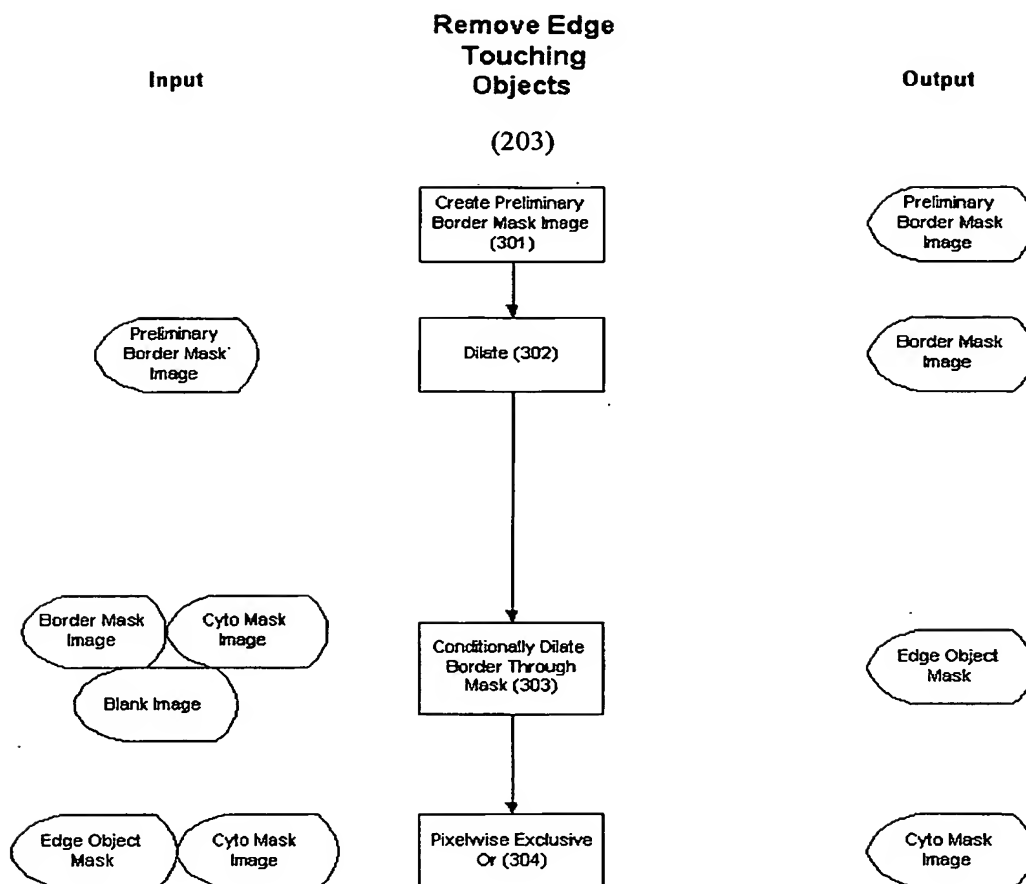 Remove Edge
Touching
Objects
Input
Output
(203)
Create Preliminary
Border Mask Image
(301)
Preliminary
Border Mask
Image
Preliminary
Border Mask
Image
Dilate (302)
Border Mask
Image
Border Mask
Image
Cyto Mask
Image
Blank Image
Conditionally Dilate
Border Through
Mask (303)
Edge Object
Mask
Edge Object
Mask
Cyto Mask
Image
Pixelwise Exclusive
Or (304)
Cyto Mask
Image